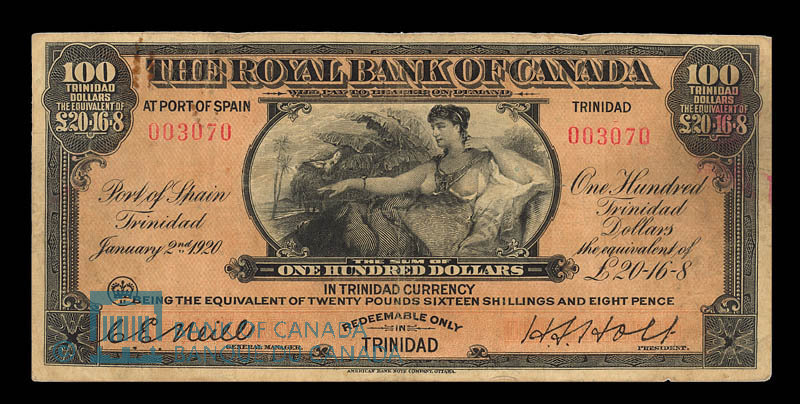 THE ROYAL BANK OF CANADA
WILL PAY TO BEARER ON DEMAND
100
TRINIDAD
DOLLARS
THE EQUIVALENT OF
£20·16·8
100
TRINIDAD
DOLLARS
THE EQUIVALENT OF
£20·16·8
AT PORT OF SPAIN
TRINIDAD
003070
003070
Port of Spain
Trinidad
January 2nd 1920
One Hundred
Trinidad
Dollars
the equivalent of
£20-16-8
THE SUM OF
ONE HUNDRED DOLLARS
IN TRINIDAD CURRENCY
BEING THE EQUIVALENT OF TWENTY POUNDS SIXTEEN SHILLINGS AND EIGHT PENCE
REDEEMABLE ONLY
IN
TRINIDAD
C E Neill
GENERAL MANAGER.
H S Holt
PRESIDENT.
BANK OF CANADA
BANQUE DU CANADA
AMERICAN BANK NOTE COMPANY, OTTAWA.